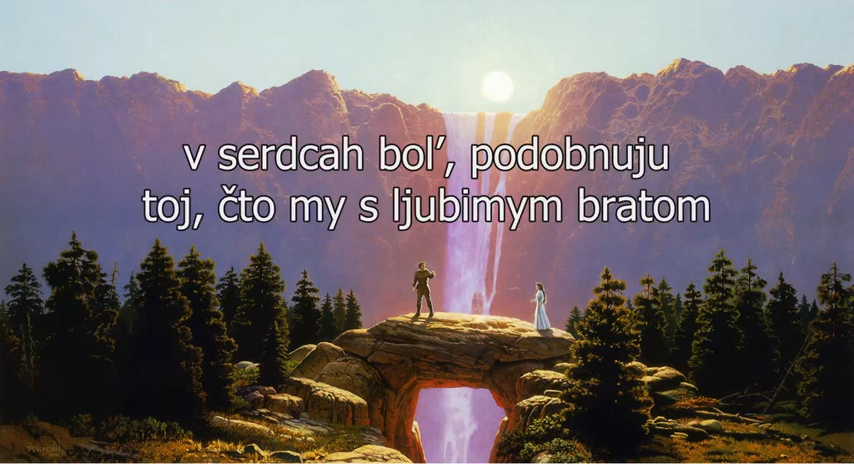 v serdcah bol’, podobnuju
toj, čto my s ljubimym bratom